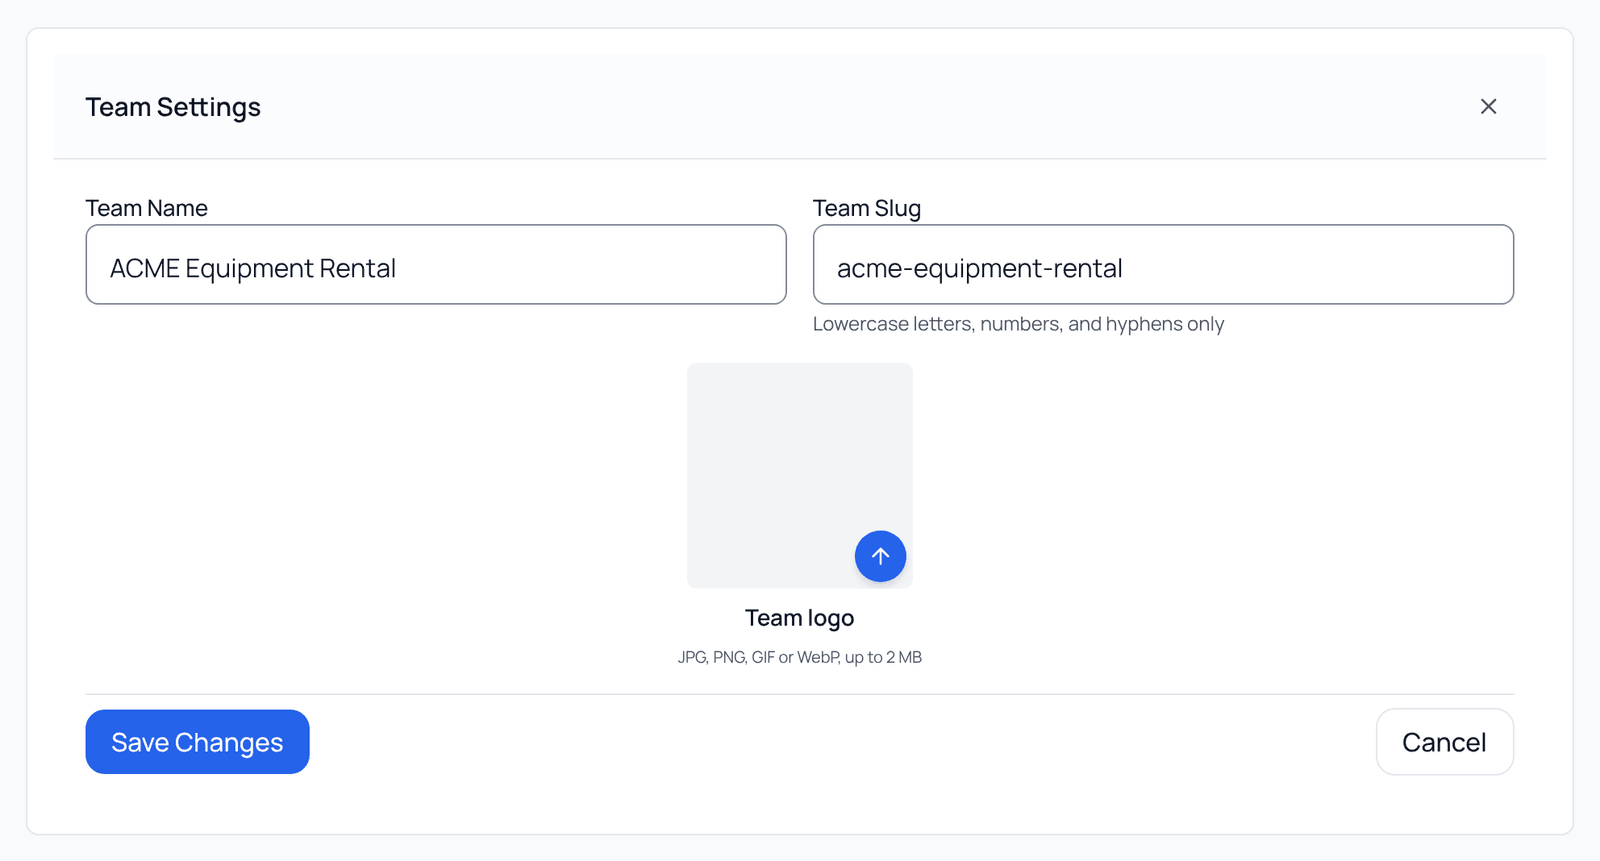 Team Settings
Team Name
Team Slug
ACME Equipment Rental
acme-equipment-rental
Lowercase letters, numbers, and hyphens only
Team logo
JPG, PNG, GIF or WebP, up to 2 MB
Save Changes
Cancel